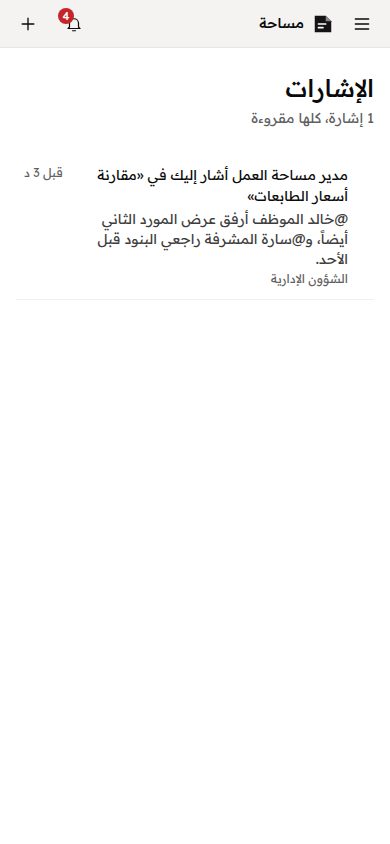 مساحة
4
الإشارات
1 إشارة، كلها مقروءة
مدير مساحة العمل أشار إليك في «مقارنة
أسعار الطابعات»
قبل 3 د
@خالد الموظف أرفق عرض المورد الثاني
أيضاً، و@سارة المشرفة راجعي البنود قبل
الأحد.
الشؤون الإدارية